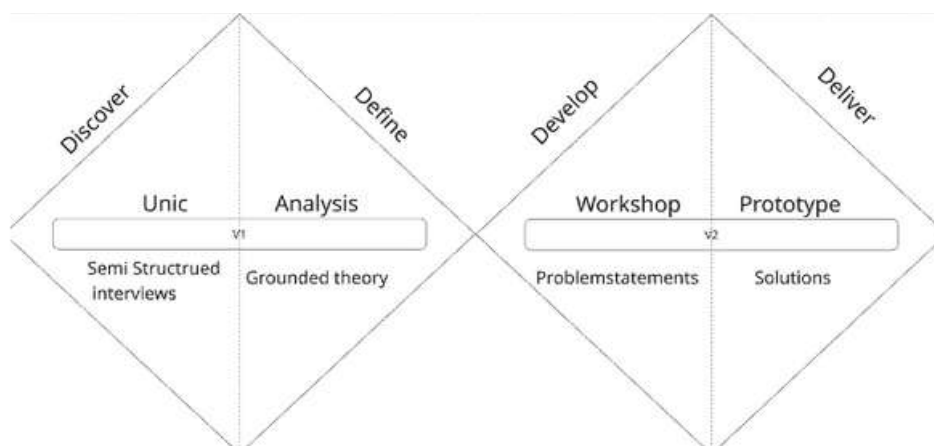 Discover
Define
Develop
Deliver
Unic
Analysis
Workshop
Prototype
V1
v2
Semi Structrued
interviews
Grounded theory
Problemstatements
Solutions